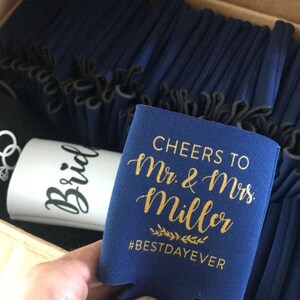 CHEERS TO
Mr. & Mrs.
Miller
#BESTDAYEVER
Brid